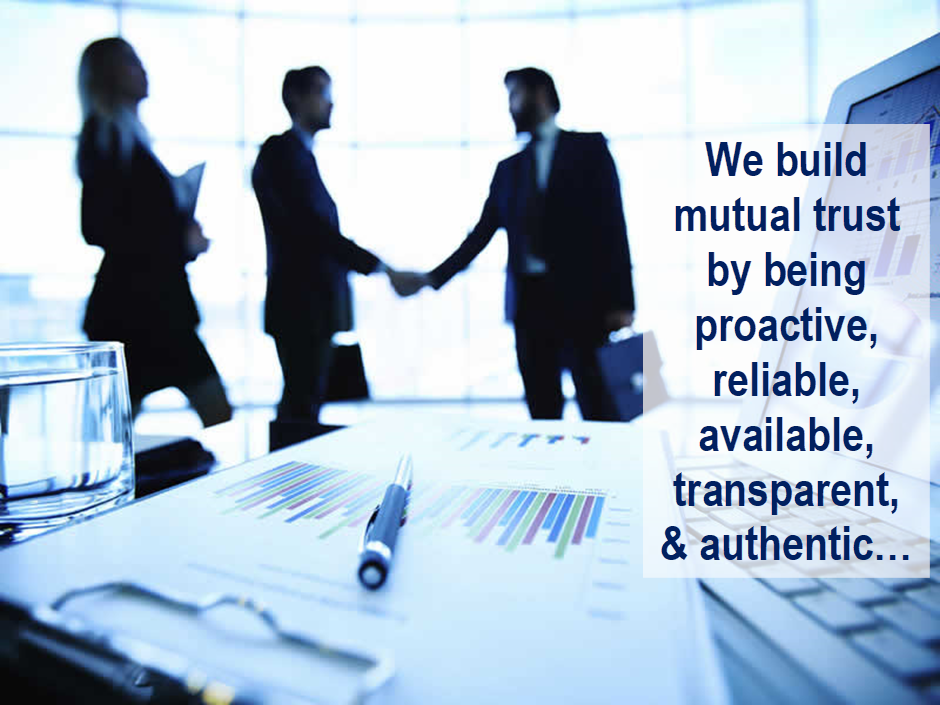 We build
mutual trust
by being
proactive,
reliable,
available,
transparent,
& authentic…